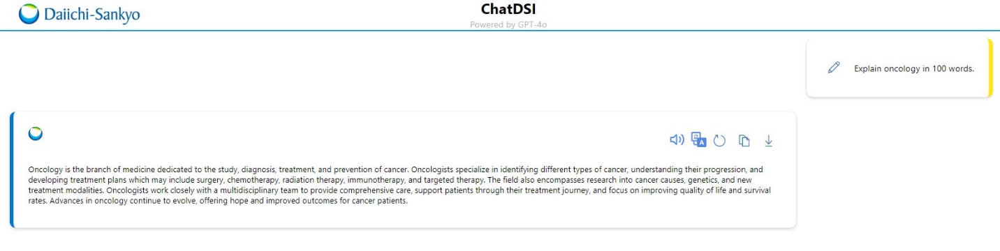 Daiichi-Sankyo
ChatDSI
Powered by GPT-4o
Explain oncology in 100 words.
Oncology is the branch of medicine dedicated to the study, diagnosis, treatment, and prevention of cancer. Oncologists specialize in identifying different types of cancer, understanding their progression, and
developing treatment plans which may include surgery, chemotherapy, radiation therapy, immunotherapy, and targeted therapy. The field also encompasses research into cancer causes, genetics, and new
treatment modalities. Oncologists work closely with a multidisciplinary team to provide comprehensive care, support patients through their treatment journey, and focus on improving quality of life and survival
rates. Advances in oncology continue to evolve, offering hope and improved outcomes for cancer patients.